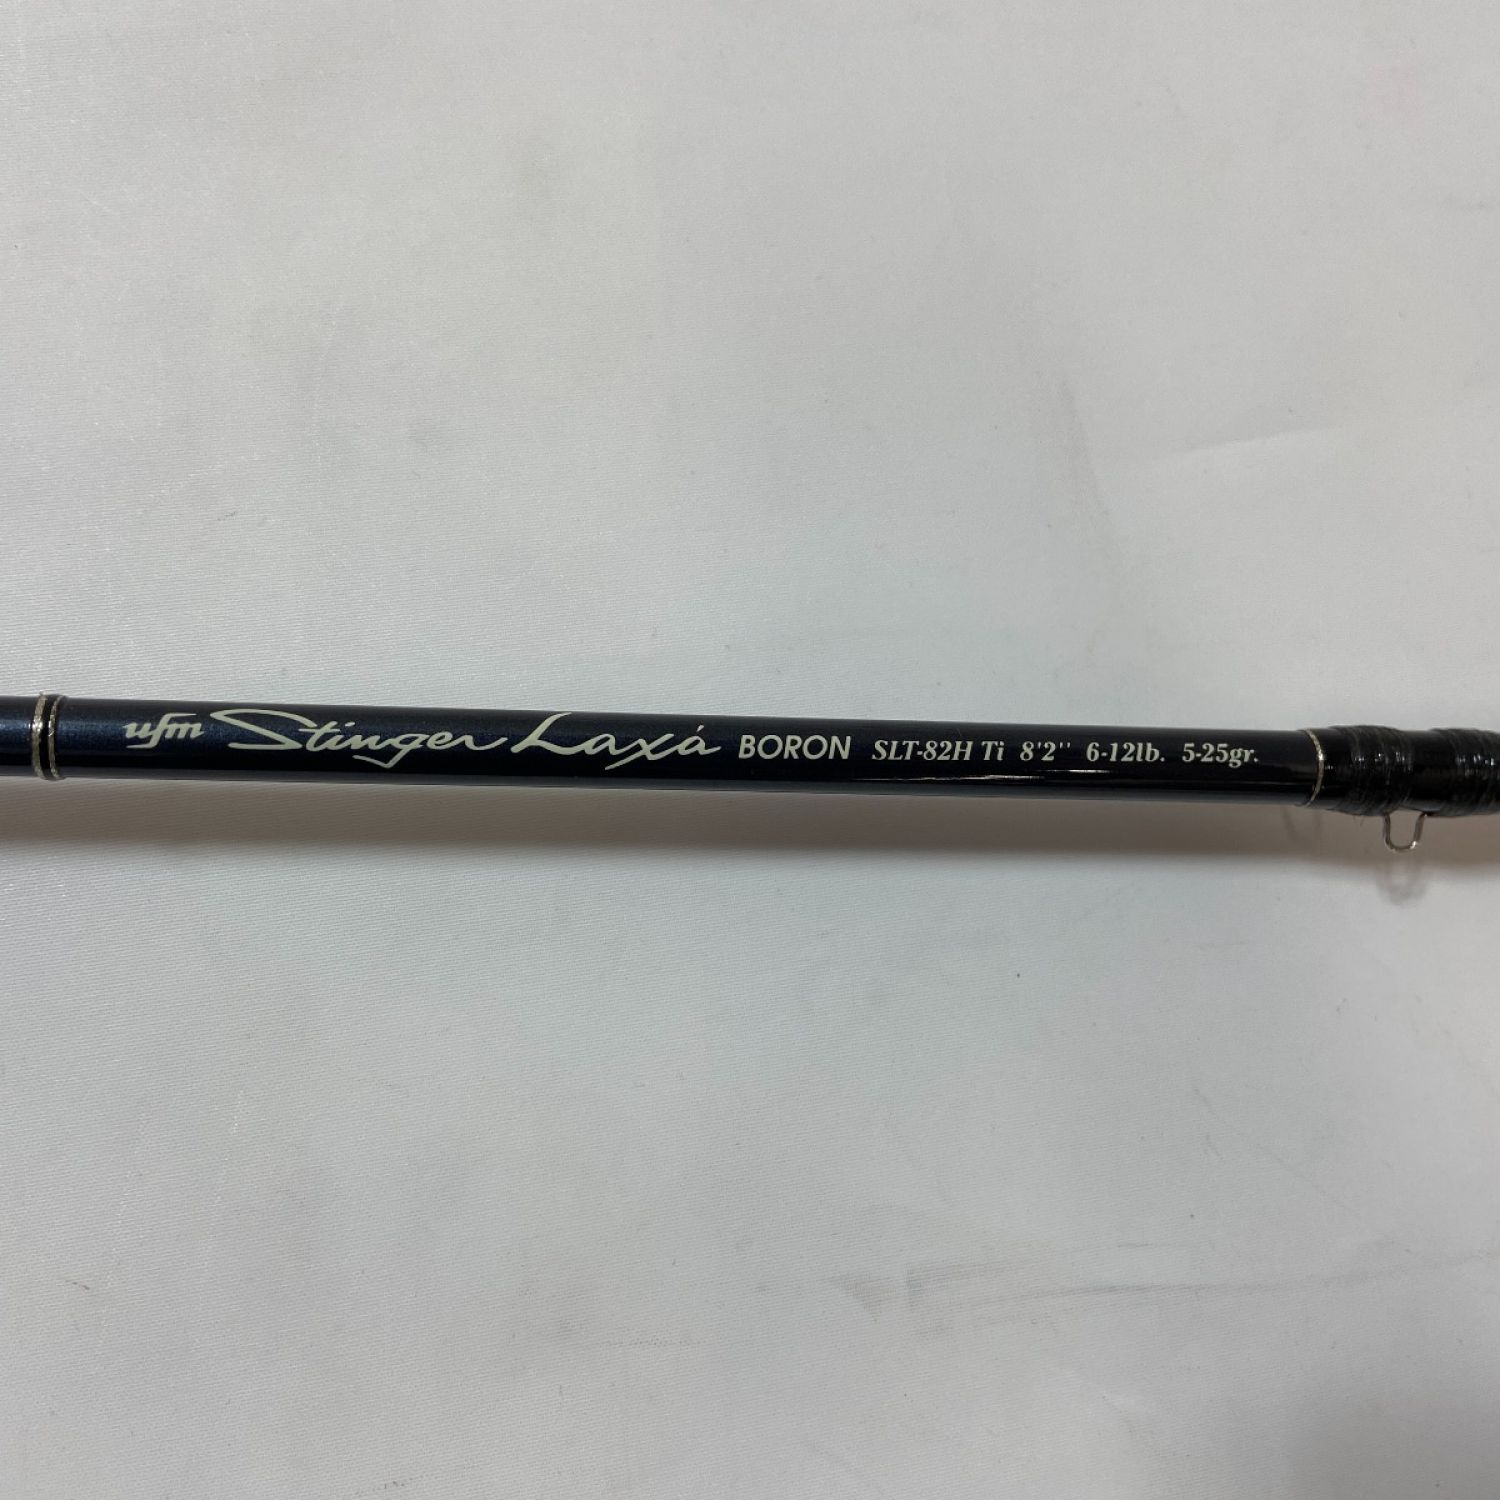 ufm Stinger Laxá BORON SLT-82H Ti 8'2'' 6-12lb. 5-25gr.